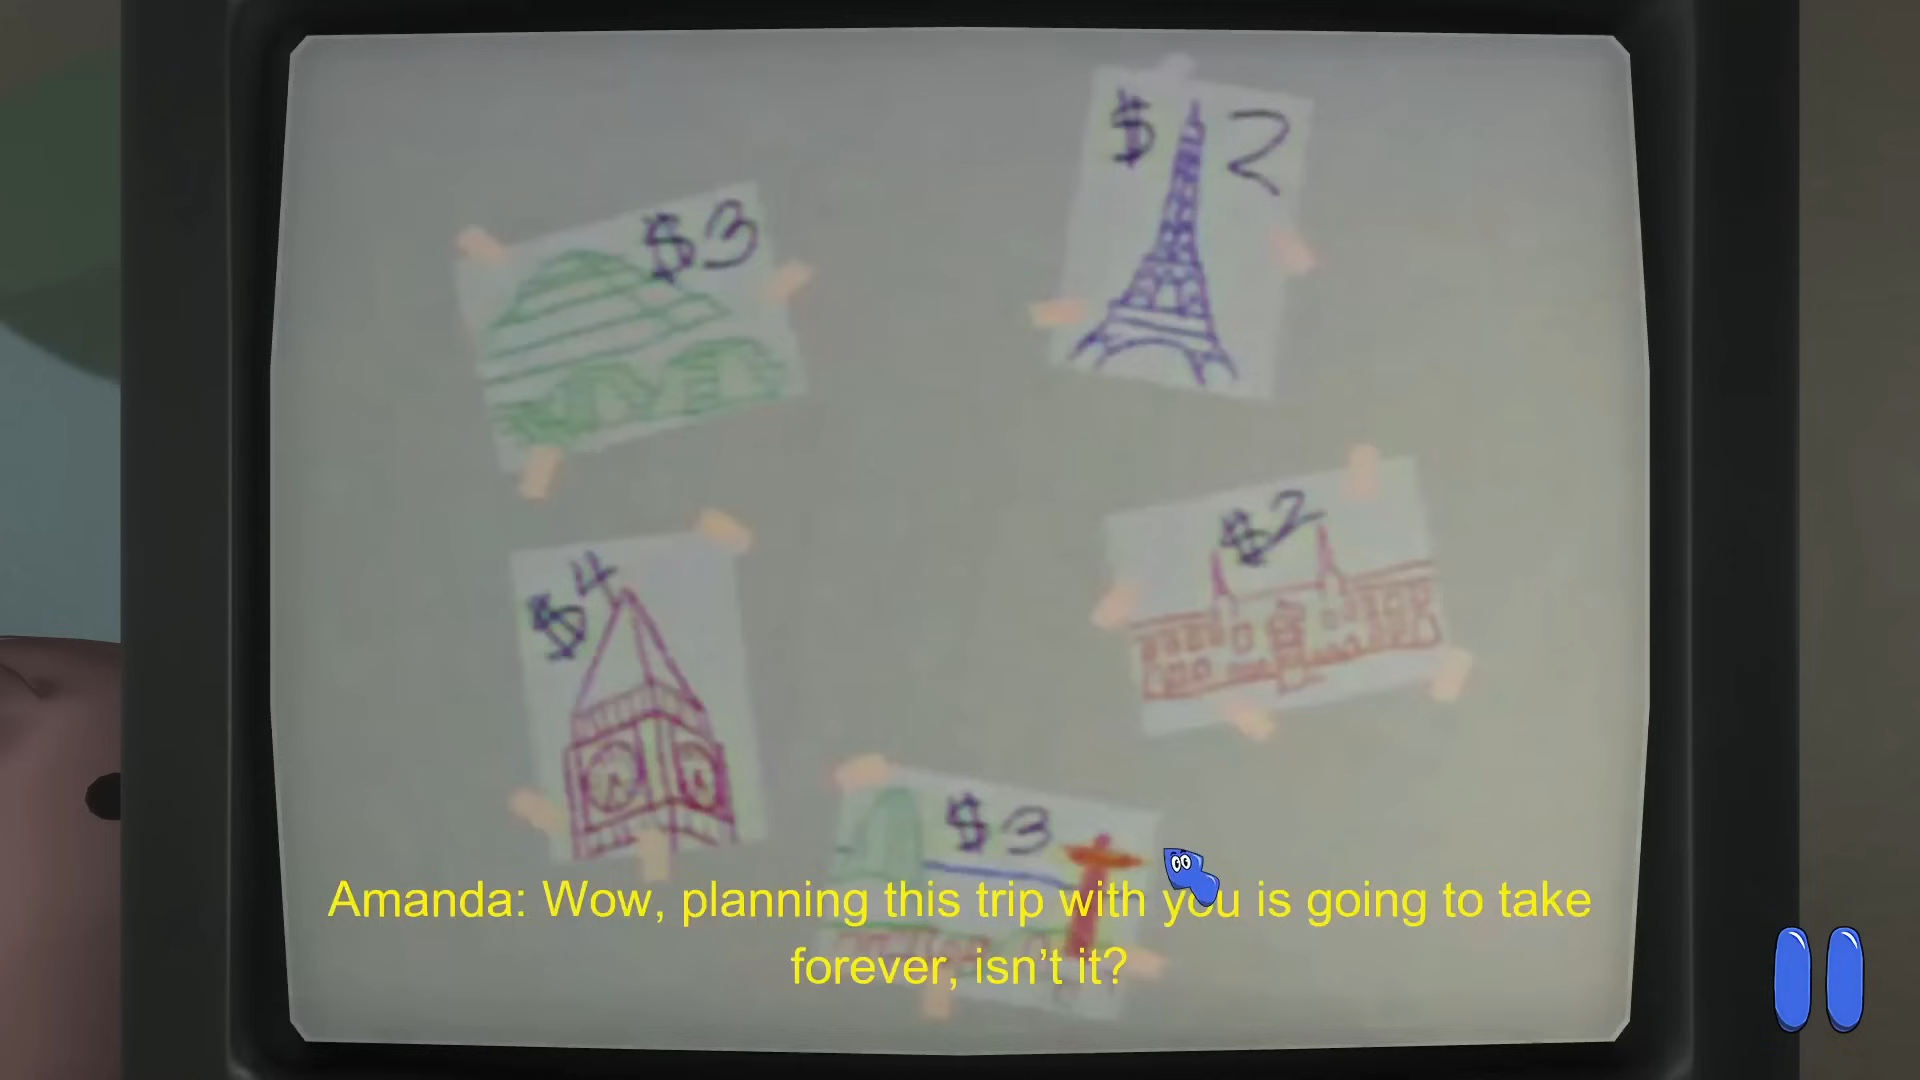 $ 2
$3
$2
$4
$3
Amanda: Wow, planning this trip with you is going to take
forever, isn’t it?